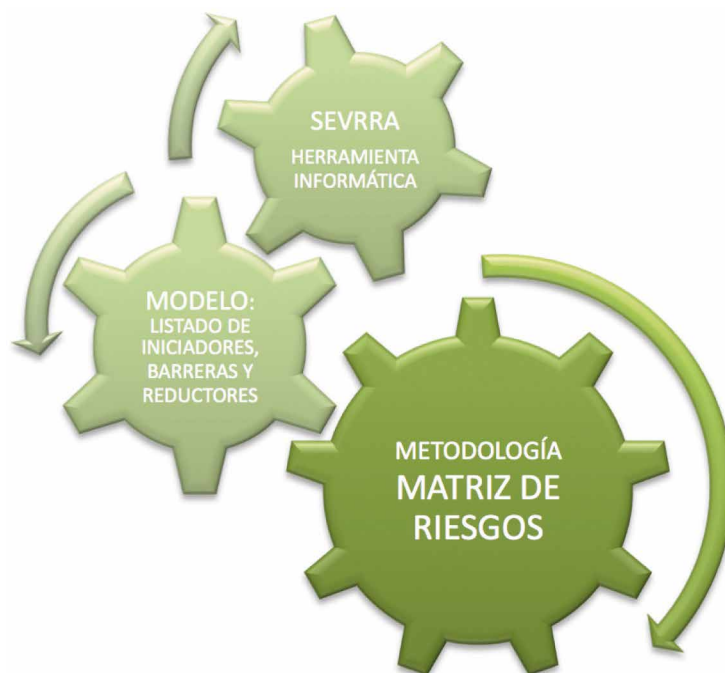 SEVRRA
HERRAMIENTA
INFORMÁTICA
MODELO:
LISTADO DE
INICIADORES,
BARRERAS Y
REDUCTORES
METODOLOGÍA
MATRIZ DE
RIESGOS